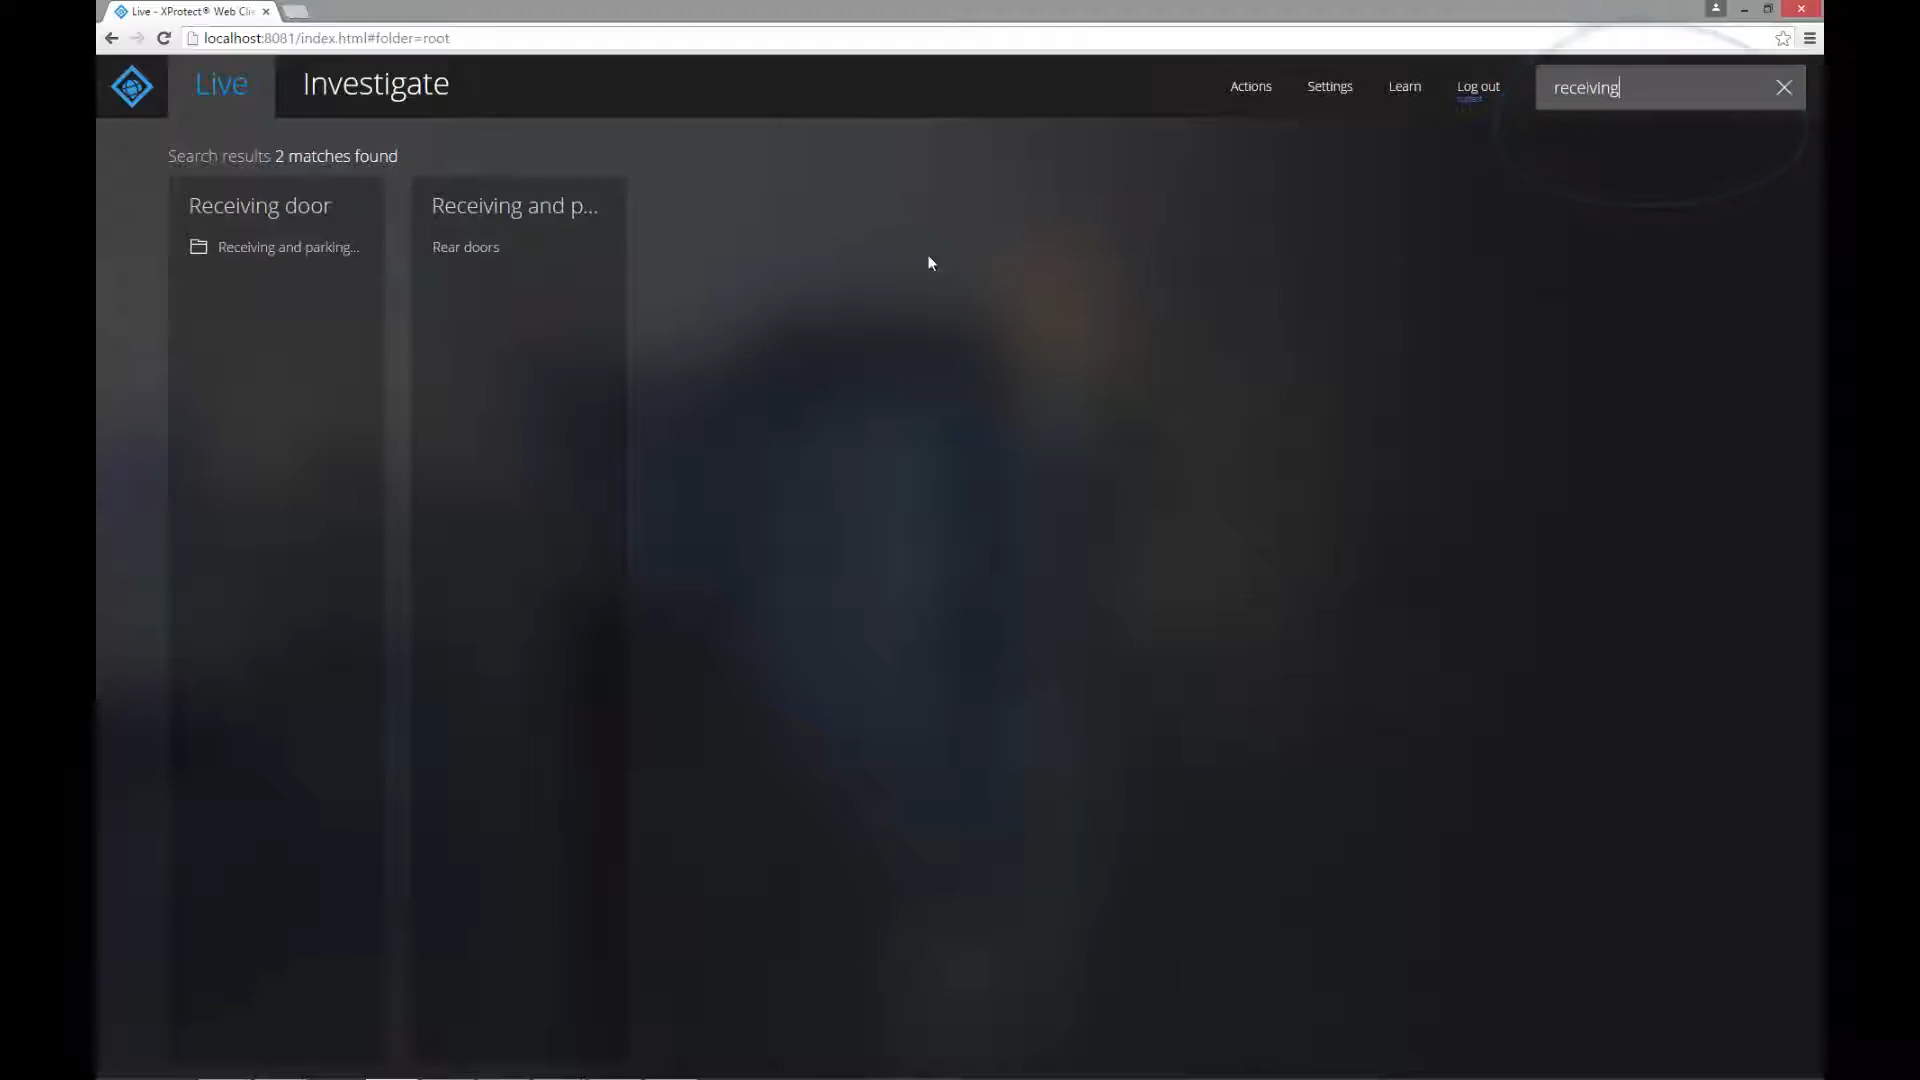 Live - XProtect® Web Clie
localhost:8081/index.html#folder=root
Live
Investigate
Actions
Settings
Learn
Log out
receiving
Search results 2 matches found
Receiving door
Receiving and parking...
Receiving and p...
Rear doors